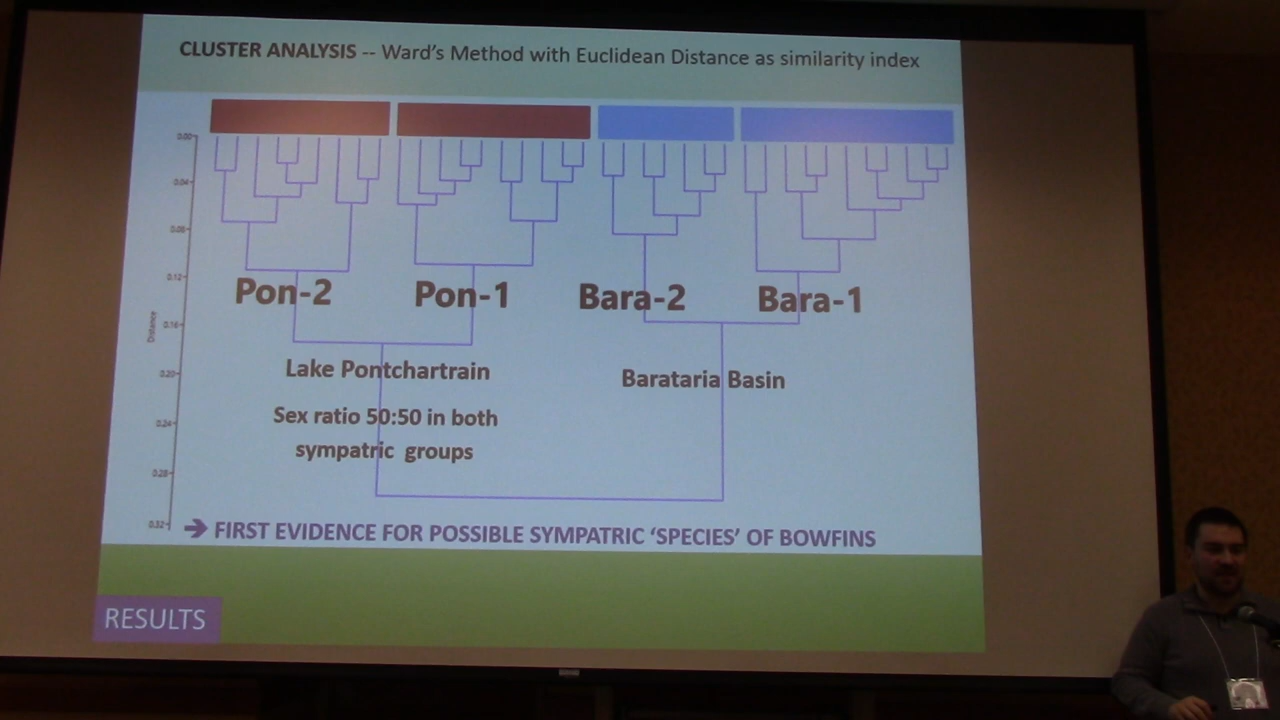 CLUSTER ANALYSIS -- Ward's Method with Euclidean Distance as similarity index
0.00
0.04
0.08
0.12
0.16
0.20
0.24
0.28
0.32
Distance
Pon-2 Pon-1 Bara-2 Bara-1
Lake Pontchartrain
Barataria Basin
Sex ratio 50:50 in both
sympatric groups
➔ FIRST EVIDENCE FOR POSSIBLE SYMPATRIC 'SPECIES' OF BOWFINS
RESULTS